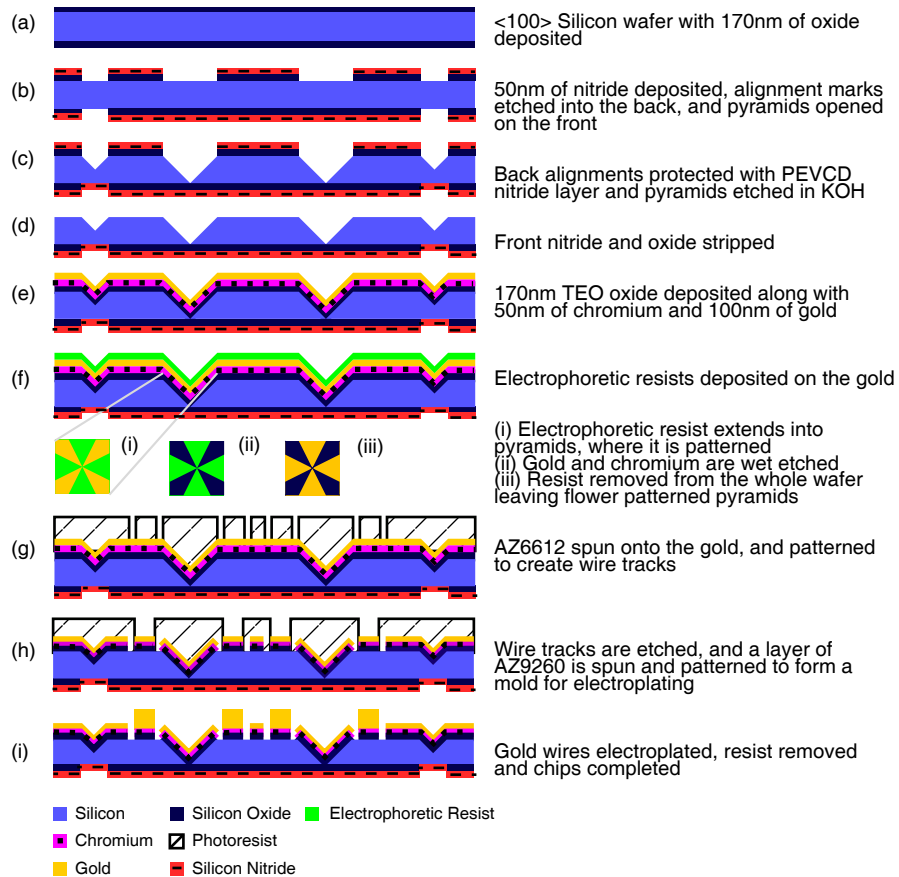 (a)
<100> Silicon wafer with 170nm of oxide
deposited
(b)
50nm of nitride deposited, alignment marks
etched into the back, and pyramids opened
on the front
(c)
Back alignments protected with PEVCD
nitride layer and pyramids etched in KOH
(d)
Front nitride and oxide stripped
(e)
170nm TEO oxide deposited along with
50nm of chromium and 100nm of gold
(f)
Electrophoretic resists deposited on the gold
(i)
(ii)
(iii)
(i) Electrophoretic resist extends into
pyramids, where it is patterned
(ii) Gold and chromium are wet etched
(iii) Resist removed from the whole wafer
leaving flower patterned pyramids
(g)
AZ6612 spun onto the gold, and patterned
to create wire tracks
(h)
Wire tracks are etched, and a layer of
AZ9260 is spun and patterned to form a
mold for electroplating
(i)
Gold wires electroplated, resist removed
and chips completed
Silicon
Silicon Oxide
Electrophoretic Resist
Chromium
Photoresist
Gold
Silicon Nitride